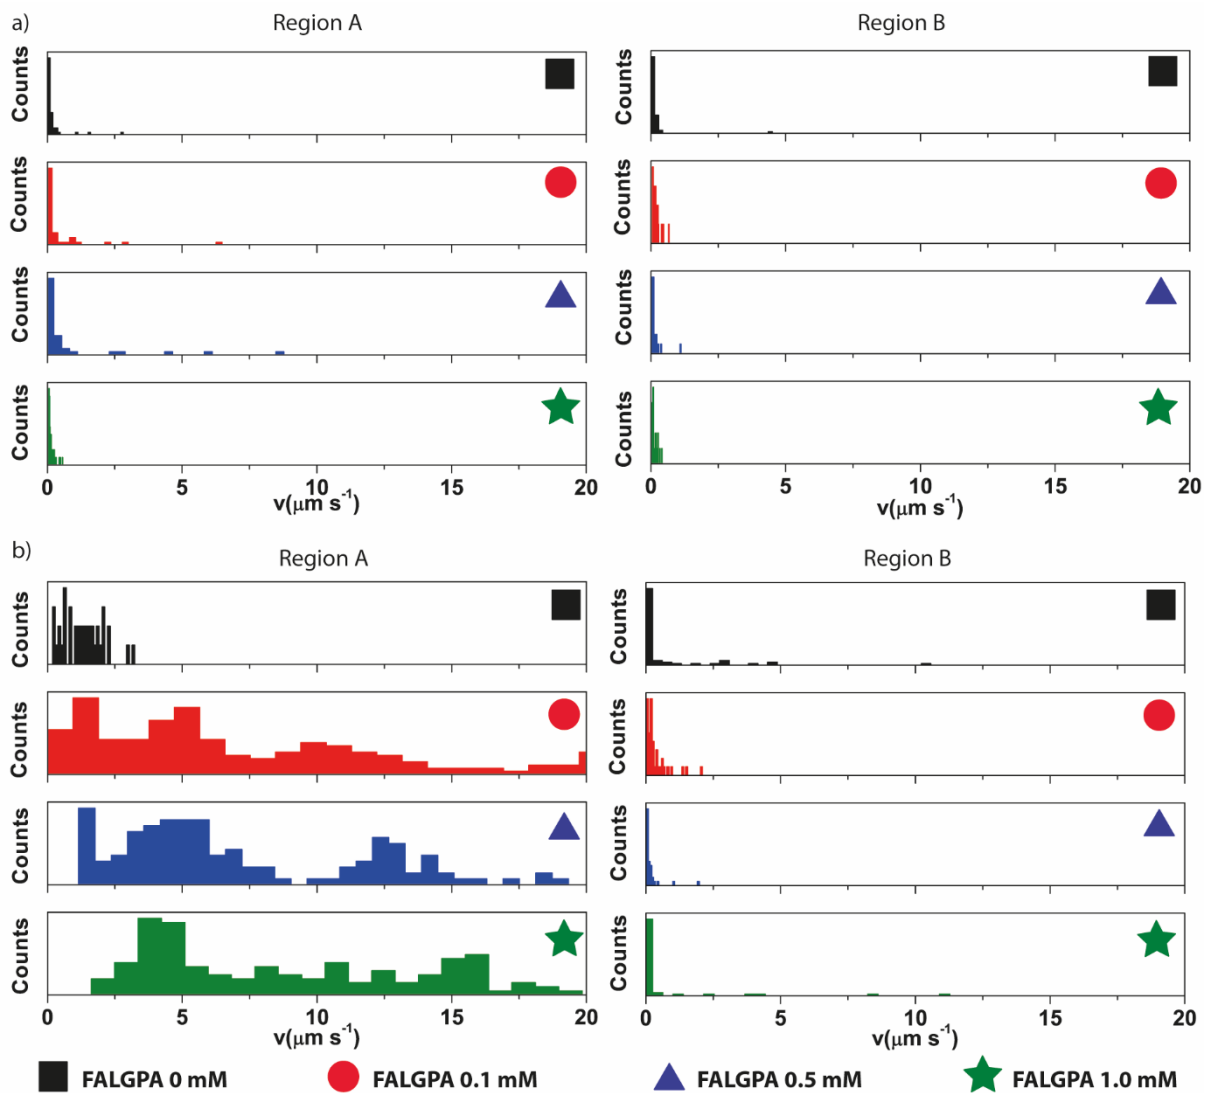 a)
Region A
Region B
Counts
Counts
Counts
Counts
Counts
Counts
Counts
Counts
0 5 10 15 20
0 5 10 15 20
v(μm s⁻¹)
v(μm s⁻¹)
b)
Region A
Region B
Counts
Counts
Counts
Counts
Counts
Counts
Counts
Counts
0 5 10 15 20
0 5 10 15 20
v(μm s⁻¹)
v(μm s⁻¹)
FALGPA 0 mM
FALGPA 0.1 mM
FALGPA 0.5 mM
FALGPA 1.0 mM